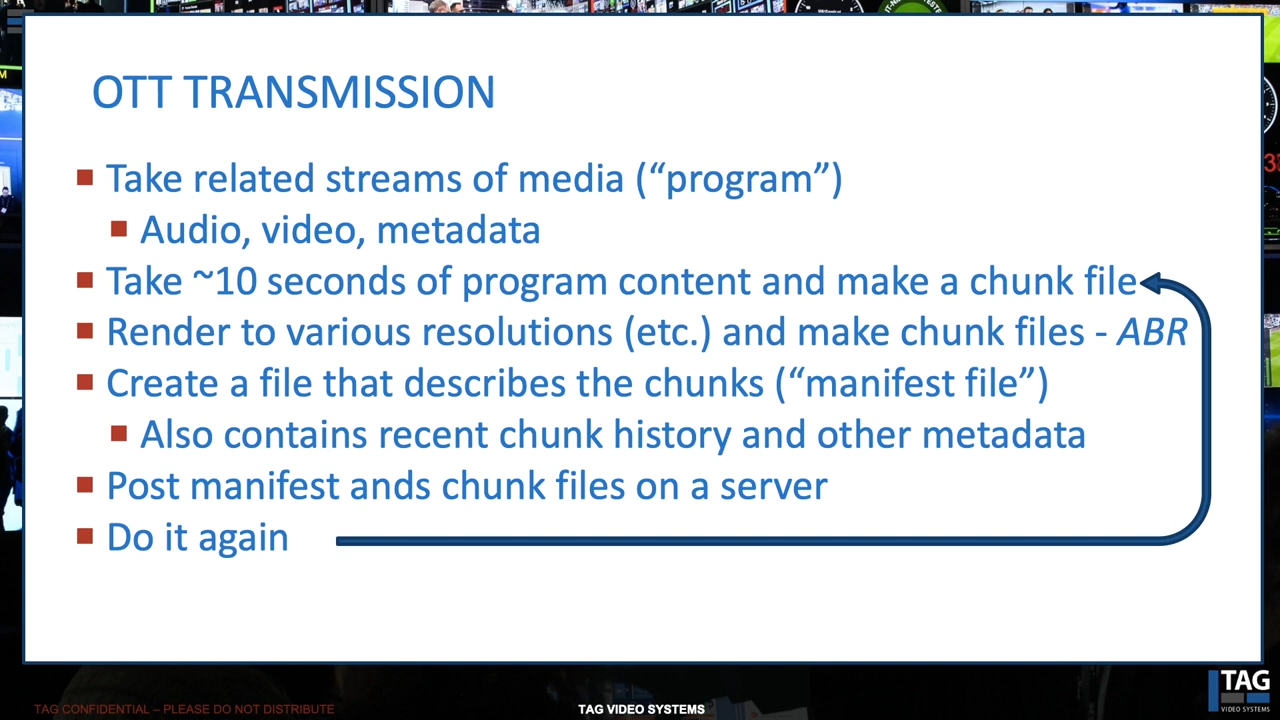 OTT TRANSMISSION
Take related streams of media (“program”)
Audio, video, metadata
Take ~10 seconds of program content and make a chunk file
Render to various resolutions (etc.) and make chunk files - ABR
Create a file that describes the chunks (“manifest file”)
Also contains recent chunk history and other metadata
Post manifest ands chunk files on a server
Do it again
TAG CONFIDENTIAL – PLEASE DO NOT DISTRIBUTE
TAG VIDEO SYSTEMS
TAG
VIDEO SYSTEMS